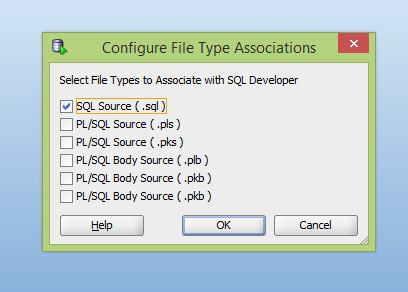 Configure File Type Associations
Select File Types to Associate with SQL Developer
SQL Source ( .sql )
PL/SQL Source ( .pls )
PL/SQL Source ( .pks )
PL/SQL Body Source ( .plb )
PL/SQL Body Source ( .pkb )
PL/SQL Body Source ( .pkb )
Help
OK
Cancel